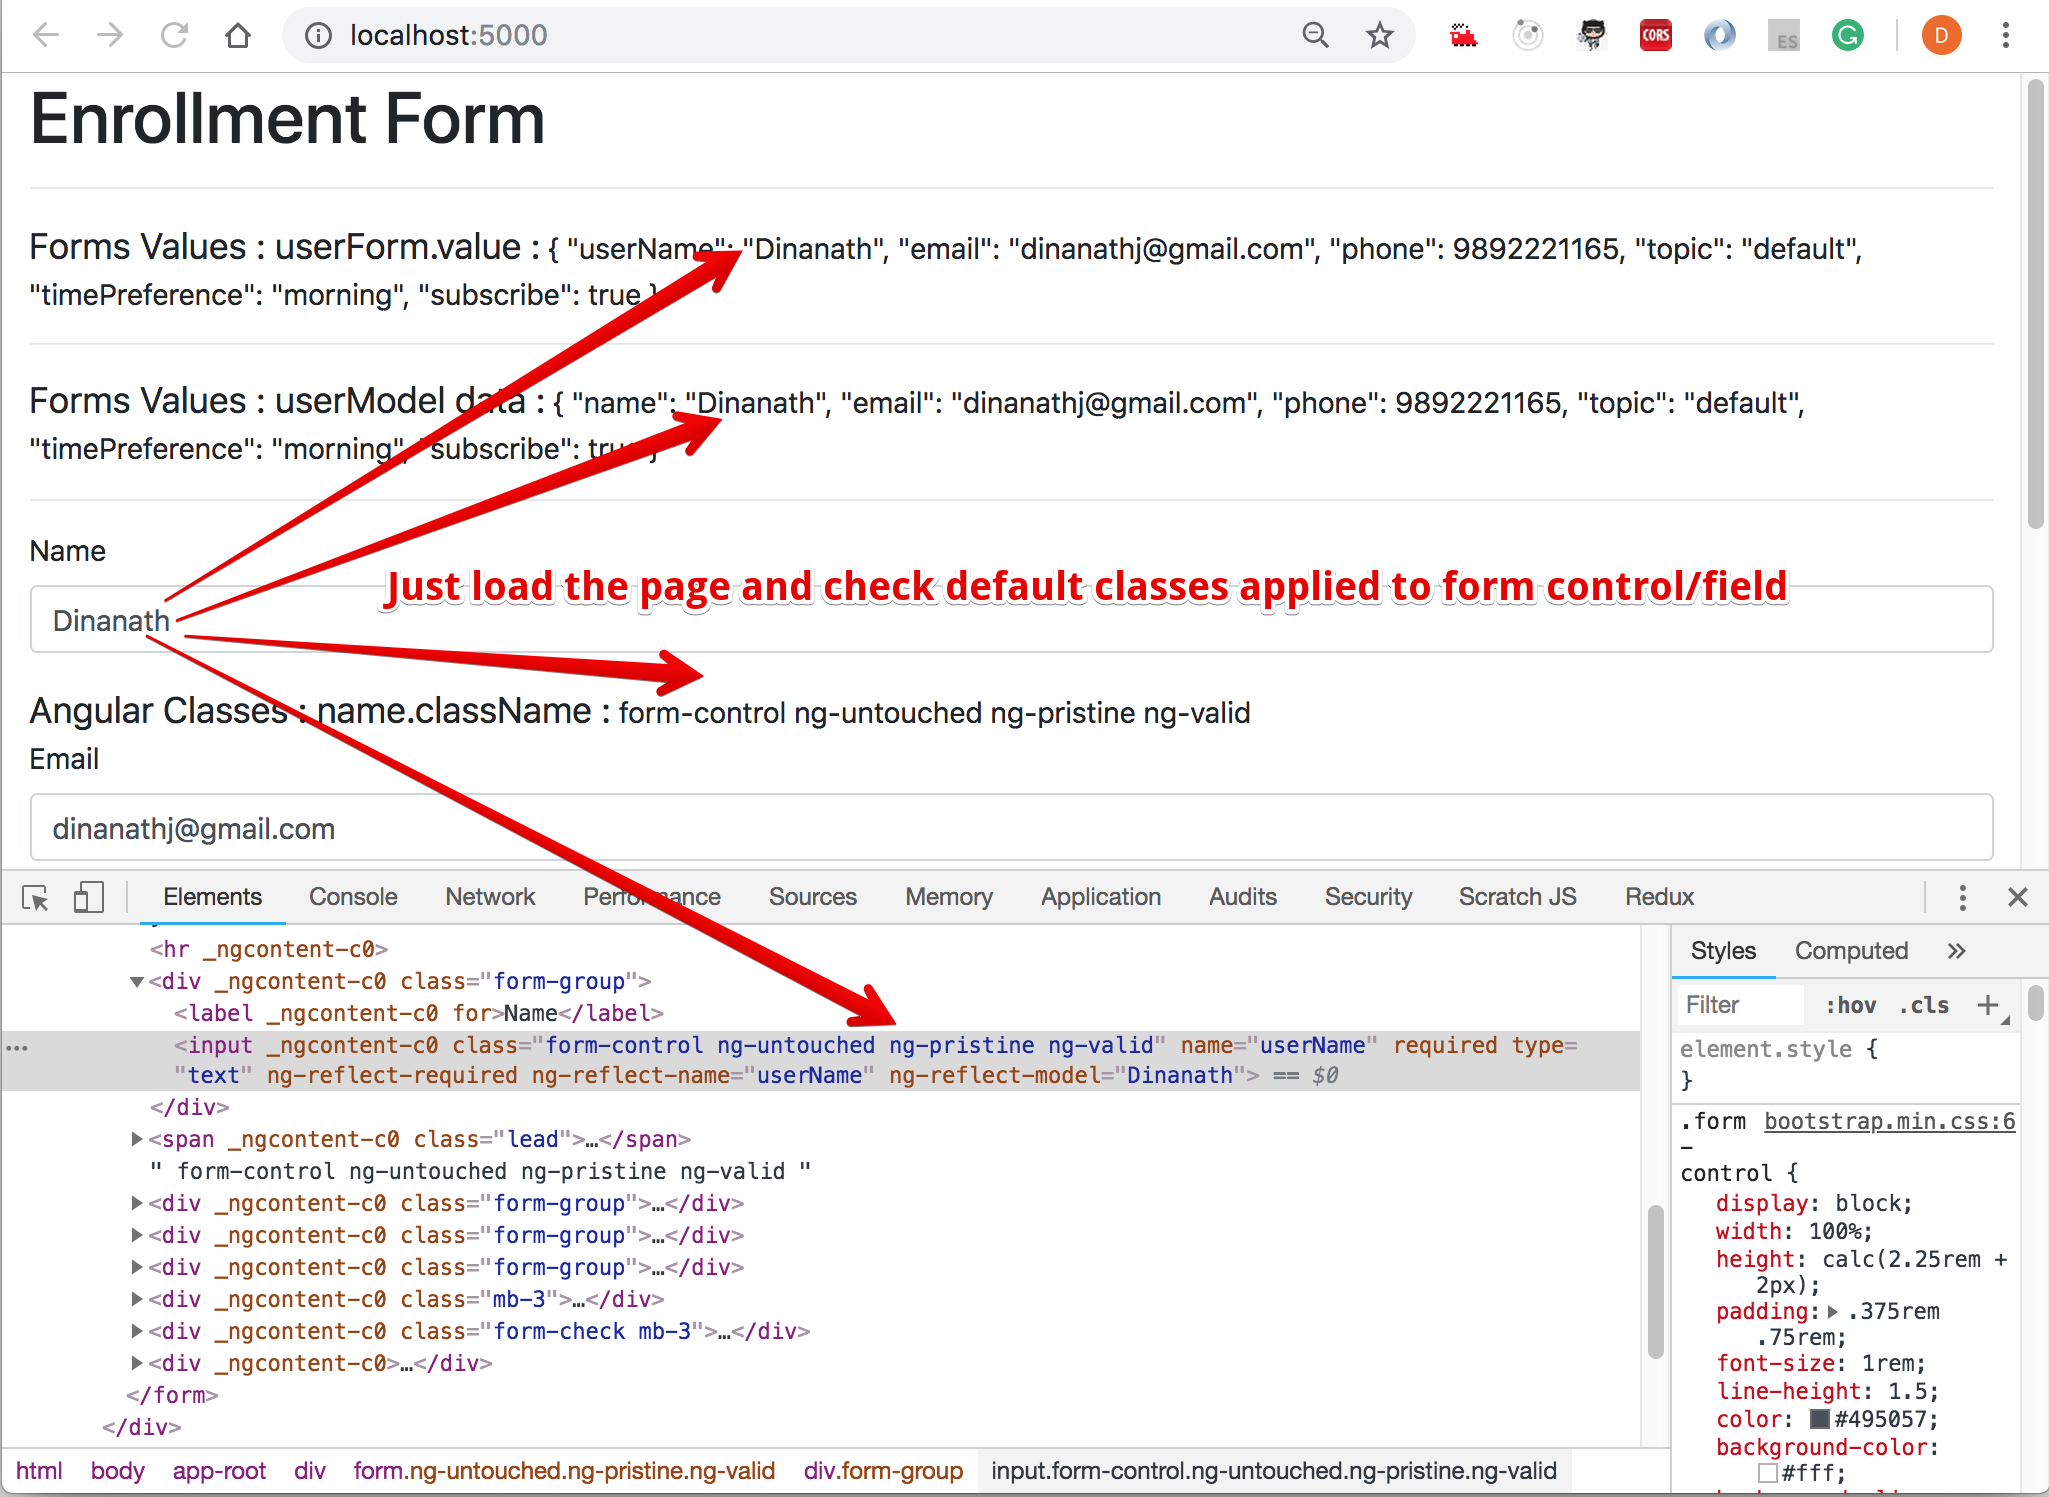 localhost:5000
CORS
ES
G
D
Enrollment Form
Forms Values : userForm.value : { "userName": "Dinanath", "email": "dinanathj@gmail.com", "phone": 9892221165, "topic": "default",
"timePreference": "morning", "subscribe": true }
Forms Values : userModel data : { "name": "Dinanath", "email": "dinanathj@gmail.com", "phone": 9892221165, "topic": "default",
"timePreference": "morning", "subscribe": true }
Name
Just load the page and check default classes applied to form control/field
Dinanath
Angular Classes : name.className : form-control ng-untouched ng-pristine ng-valid
Email
dinanathj@gmail.com
Elements Console Network Performance Sources Memory Application Audits Security Scratch JS Redux
<hr _ngcontent-c0>
▼<div _ngcontent-c0 class="form-group">
<label _ngcontent-c0 for>Name</label>
… <input _ngcontent-c0 class="form-control ng-untouched ng-pristine ng-valid" name="userName" required type=
"text" ng-reflect-required ng-reflect-name="userName" ng-reflect-model="Dinanath"> == $0
</div>
▶<span _ngcontent-c0 class="lead">…</span>
" form-control ng-untouched ng-pristine ng-valid "
▶<div _ngcontent-c0 class="form-group">…</div>
▶<div _ngcontent-c0 class="form-group">…</div>
▶<div _ngcontent-c0 class="form-group">…</div>
▶<div _ngcontent-c0 class="mb-3">…</div>
▶<div _ngcontent-c0 class="form-check mb-3">…</div>
▶<div _ngcontent-c0>…</div>
</form>
</div>
html body app-root div form.ng-untouched.ng-pristine.ng-valid div.form-group input.form-control.ng-untouched.ng-pristine.ng-valid
Styles Computed »
Filter :hov .cls +
element.style {
}
.form bootstrap.min.css:6
-
control {
display: block;
width: 100%;
height: calc(2.25rem +
2px);
padding:▶ .375rem
.75rem;
font-size: 1rem;
line-height: 1.5;
color: #495057;
background-color:
#fff;